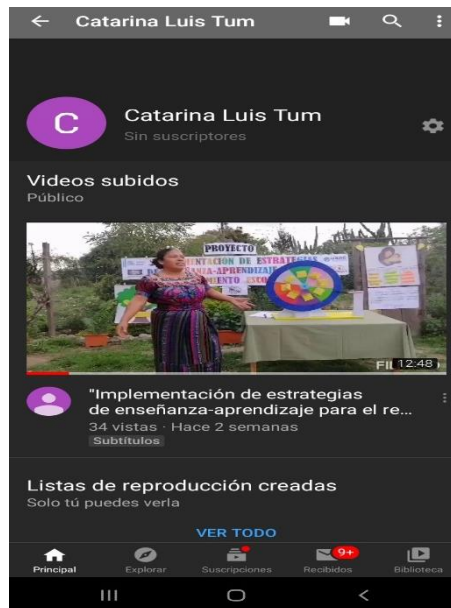 Catarina Luis Tum
C
Catarina Luis Tum
Sin suscriptores
Videos subidos
Público
PROYECTO
12:48
"Implementación de estrategias
de enseñanza-aprendizaje para el re...
34 vistas · Hace 2 semanas
Subtítulos
Listas de reproducción creadas
Solo tú puedes verla
VER TODO
9+
Principal
Explorar
Suscripciones
Recibidos
Biblioteca